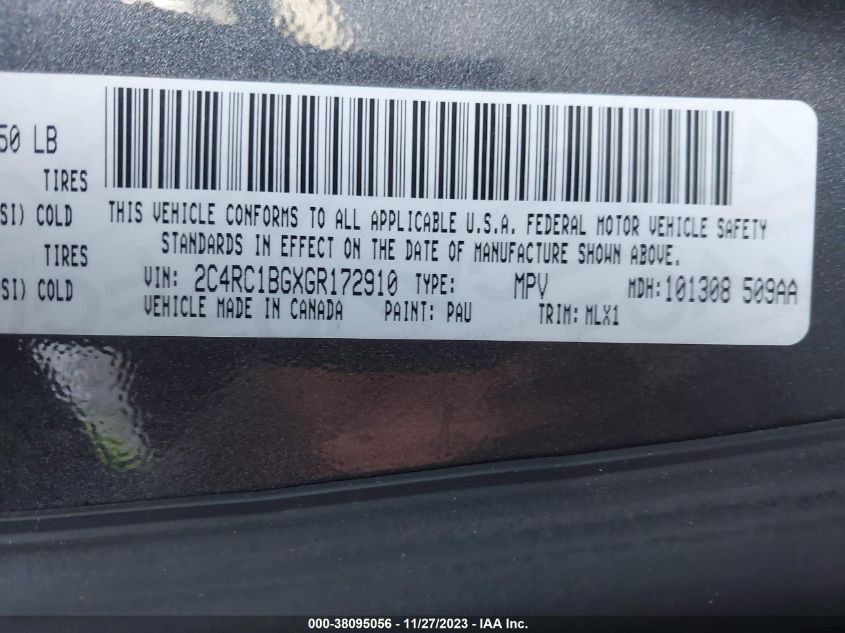 50 LB
TIRES
SI) COLD
TIRES
SI) COLD
THIS VEHICLE CONFORMS TO ALL APPLICABLE U.S.A. FEDERAL MOTOR VEHICLE SAFETY
STANDARDS IN EFFECT ON THE DATE OF MANUFACTURE SHOWN ABOVE.
VIN: 2C4RC1BGXGR172910 TYPE: MPV MDH:101308 509AA
VEHICLE MADE IN CANADA PAINT: PAU TRIM: MLX1
000-38095056 - 11/27/2023 - IAA Inc.